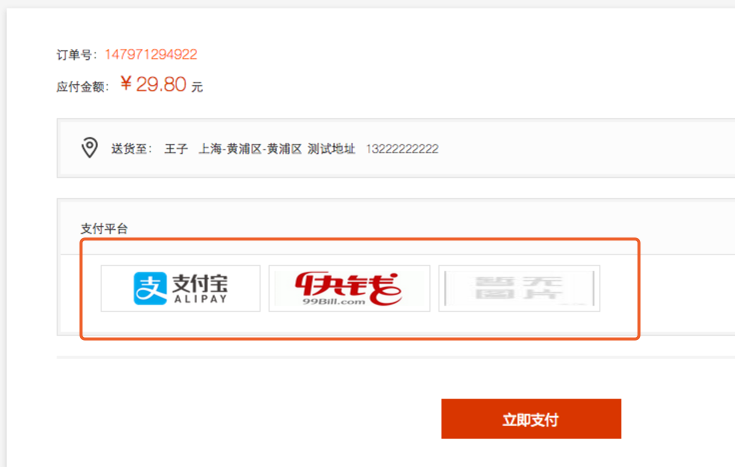 订单号：147971294922
应付金额：￥29.80 元
送货至： 王子 上海-黄浦区-黄浦区 测试地址 13222222222
支付平台
支付宝
ALIPAY
快钱
99Bill.com
暂无
图片
立即支付